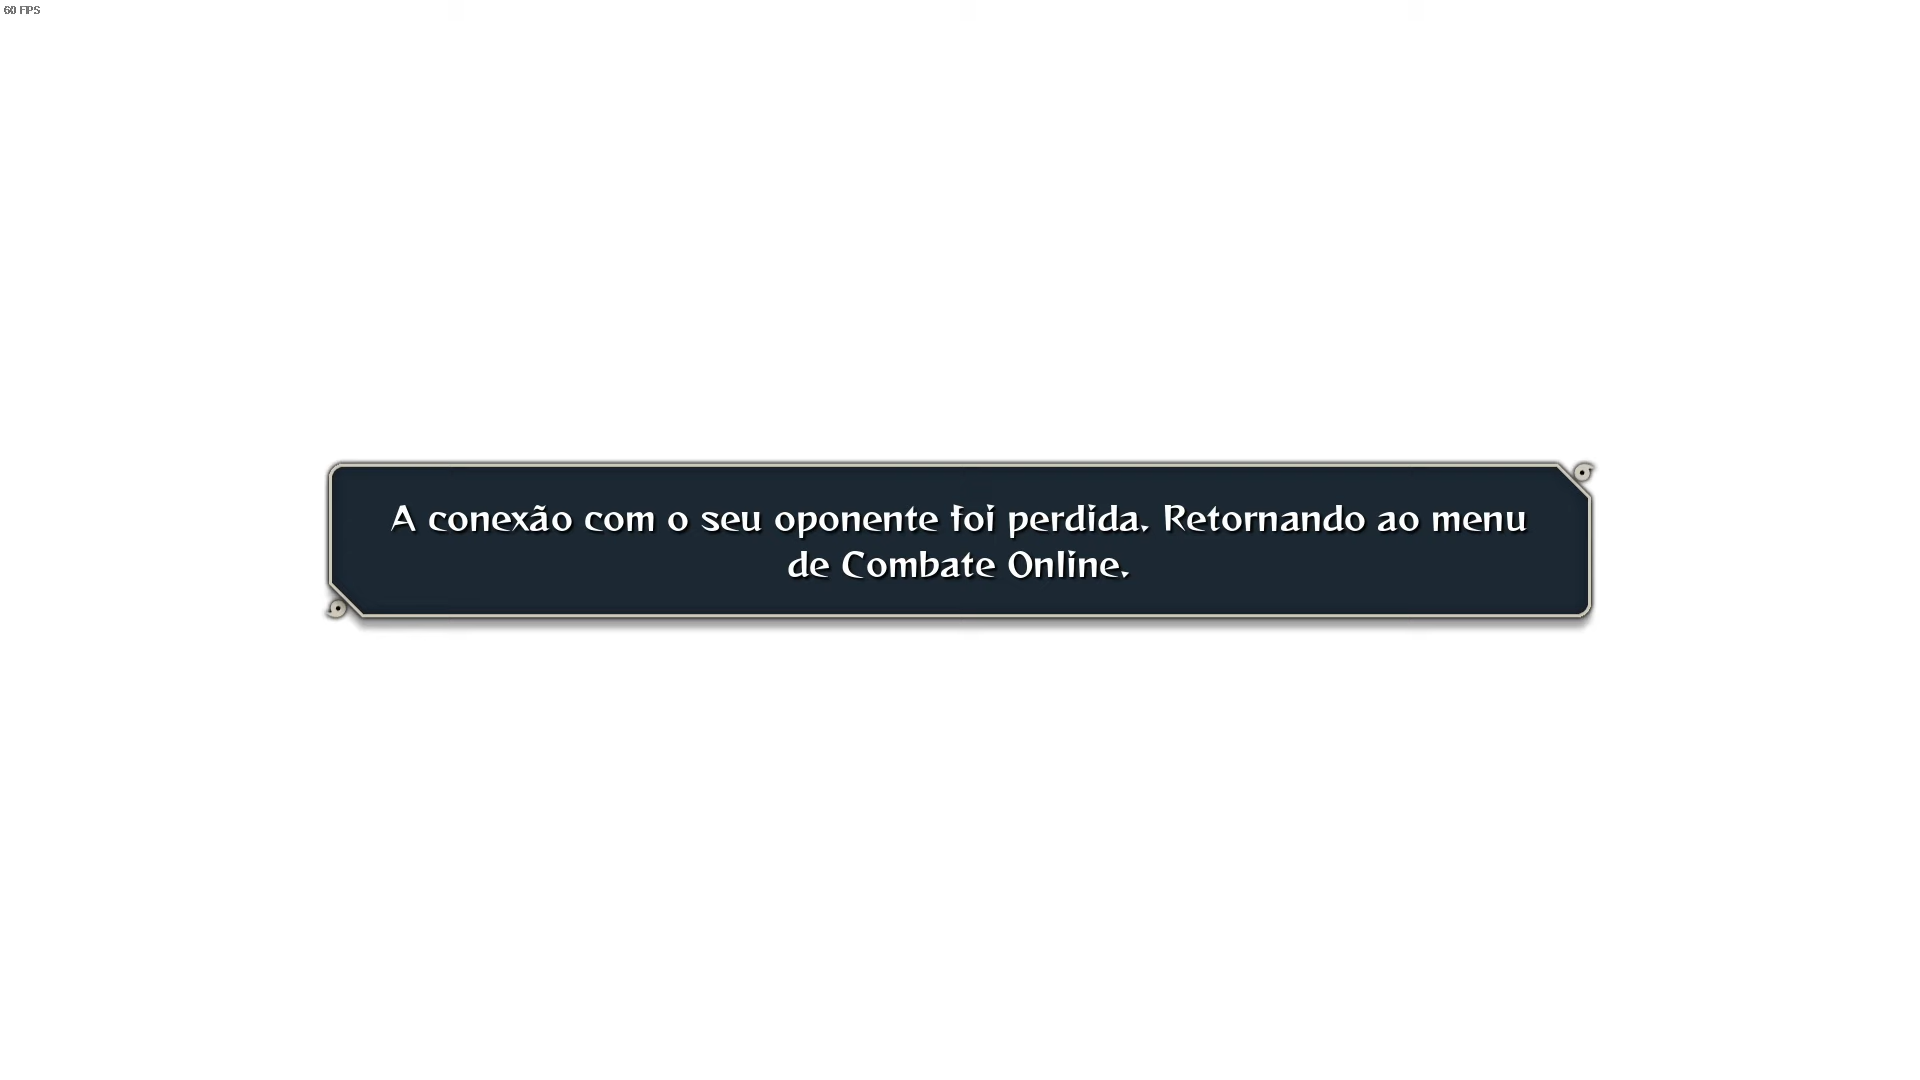 60 FPS
A conexão com o seu oponente foi perdida. Retornando ao menu
de Combate Online.